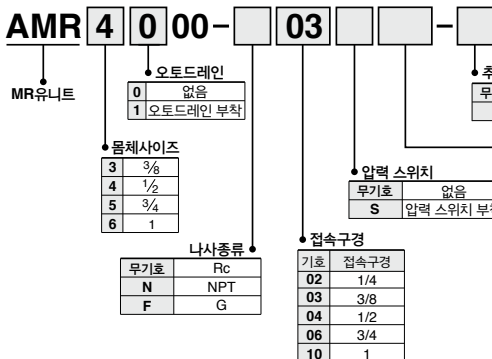 AMR 4 0 00 - 03 -
MR유니트
오토드레인
0 없음
1 오토드레인 부착
몸체사이즈
3 3/8
4 1/2
5 3/4
6 1
나사종류
무기호 Rc
N NPT
F G
접속구경
기호 접속구경
02 1/4
03 3/8
04 1/2
06 3/4
10 1
압력 스위치
무기호 없음
S 압력 스위치